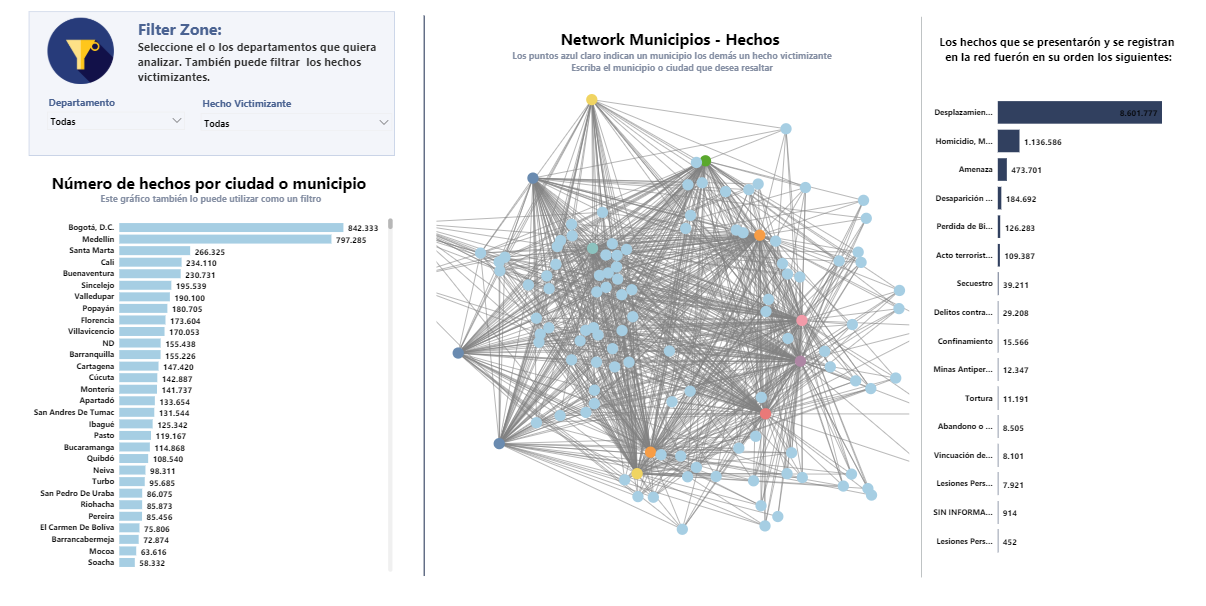 Filter Zone:
Seleccione el o los departamentos que quiera
analizar. También puede filtrar los hechos
victimizantes.
Departamento
Todas
Hecho Victimizante
Todas
Número de hechos por ciudad o municipio
Este gráfico también lo puede utilizar como un filtro
Bogotá, D.C. 842.333
Medellín 797.285
Santa Marta 266.325
Cali 234.110
Buenaventura 230.731
Sincelejo 195.539
Valledupar 190.100
Popayán 180.705
Florencia 173.604
Villavicencio 170.053
ND 155.438
Barranquilla 155.226
Cartagena 147.420
Cúcuta 142.887
Montería 141.737
Apartadó 133.654
San Andres De Tumac 131.544
Ibagué 125.342
Pasto 119.167
Bucaramanga 114.868
Quibdó 108.540
Neiva 98.311
Turbo 95.685
San Pedro De Uraba 86.075
Riohacha 85.873
Pereira 85.456
El Carmen De Boliva 75.806
Barrancabermeja 72.874
Mocoa 63.616
Soacha 58.332
Network Municipios - Hechos
Los puntos azul claro indican un municipio los demás un hecho victimizante
Escriba el municipio o ciudad que desea resaltar
Los hechos que se presentarón y se registran
en la red fuerón en su orden los siguientes:
Desplazamien... 8.601.777
Homicidio, M... 1.136.586
Amenaza 473.701
Desaparición ... 184.692
Perdida de Bi... 126.283
Acto terrorist... 109.387
Secuestro 39.211
Delitos contra... 29.208
Confinamiento 15.566
Minas Antiper... 12.347
Tortura 11.191
Abandono o ... 8.505
Vincuación de... 8.101
Lesiones Pers... 7.921
SIN INFORMA... 914
Lesiones Pers... 452